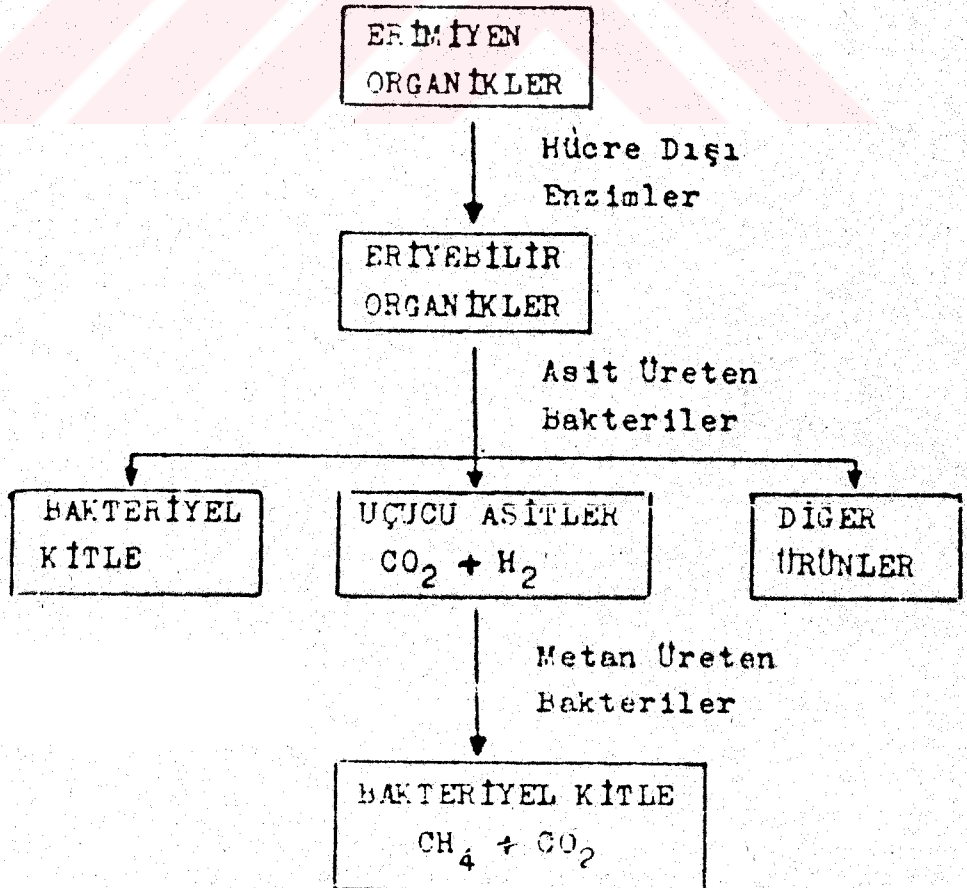 ERİMİYEN
ORGANİKLER
Hücre Dışı
Enzimler
ERİYEBİLİR
ORGANİKLER
Asit Üreten
Bakteriler
BAKTERİYEL
KİTLE
UÇUCU ASİTLER
CO₂ + H₂
DİĞER
ÜRÜNLER
Metan Üreten
Bakteriler
BAKTERİYEL KİTLE
CH₄ + CO₂